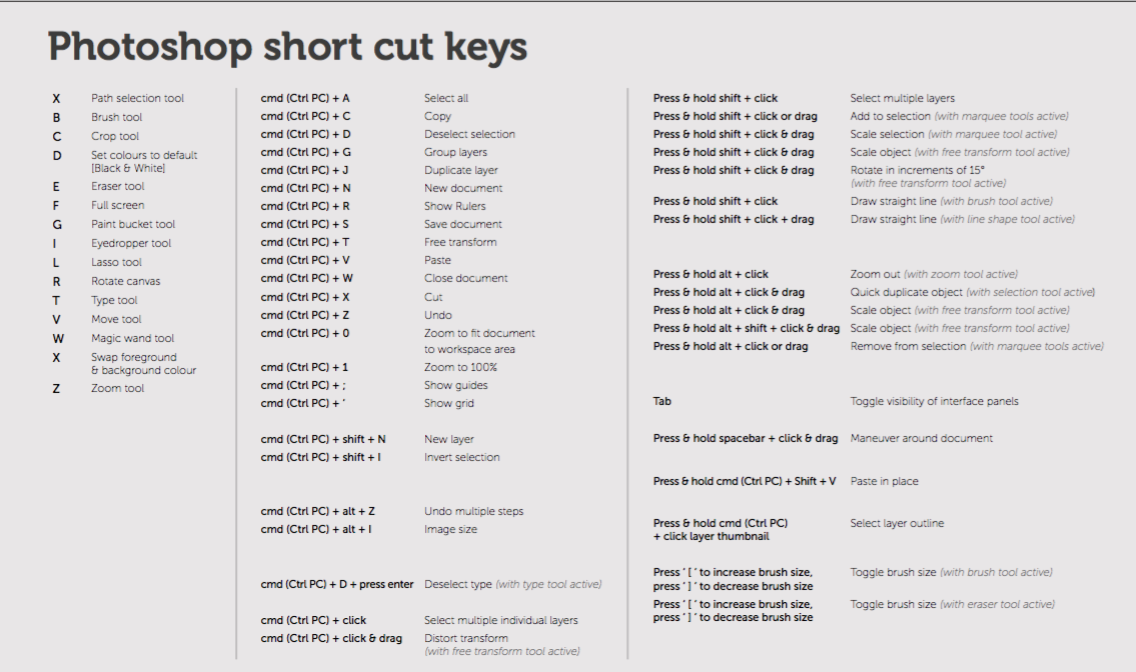 Photoshop short cut keys
X Path selection tool
B Brush tool
C Crop tool
D Set colours to default
[Black & White]
E Eraser tool
F Full screen
G Paint bucket tool
I Eyedropper tool
L Lasso tool
R Rotate canvas
T Type tool
V Move tool
W Magic wand tool
X Swap foreground
& background colour
Z Zoom tool
cmd (Ctrl PC) + A Select all
cmd (Ctrl PC) + C Copy
cmd (Ctrl PC) + D Deselect selection
cmd (Ctrl PC) + G Group layers
cmd (Ctrl PC) + J Duplicate layer
cmd (Ctrl PC) + N New document
cmd (Ctrl PC) + R Show Rulers
cmd (Ctrl PC) + S Save document
cmd (Ctrl PC) + T Free transform
cmd (Ctrl PC) + V Paste
cmd (Ctrl PC) + W Close document
cmd (Ctrl PC) + X Cut
cmd (Ctrl PC) + Z Undo
cmd (Ctrl PC) + 0 Zoom to fit document
to workspace area
cmd (Ctrl PC) + 1 Zoom to 100%
cmd (Ctrl PC) + ; Show guides
cmd (Ctrl PC) + ' Show grid
cmd (Ctrl PC) + shift + N New layer
cmd (Ctrl PC) + shift + I Invert selection
cmd (Ctrl PC) + alt + Z Undo multiple steps
cmd (Ctrl PC) + alt + I Image size
cmd (Ctrl PC) + D + press enter Deselect type (with type tool active)
cmd (Ctrl PC) + click Select multiple individual layers
cmd (Ctrl PC) + click & drag Distort transform
(with free transform tool active)
Press & hold shift + click Select multiple layers
Press & hold shift + click or drag Add to selection (with marquee tools active)
Press & hold shift + click & drag Scale selection (with marquee tool active)
Press & hold shift + click & drag Scale object (with free transform tool active)
Press & hold shift + click & drag Rotate in increments of 15°
(with free transform tool active)
Press & hold shift + click Draw straight line (with brush tool active)
Press & hold shift + click + drag Draw straight line (with line shape tool active)
Press & hold alt + click Zoom out (with zoom tool active)
Press & hold alt + click & drag Quick duplicate object (with selection tool active)
Press & hold alt + click & drag Scale object (with free transform tool active)
Press & hold alt + shift + click & drag Scale object (with free transform tool active)
Press & hold alt + click or drag Remove from selection (with marquee tools active)
Tab Toggle visibility of interface panels
Press & hold spacebar + click & drag Maneuver around document
Press & hold cmd (Ctrl PC) + Shift + V Paste in place
Press & hold cmd (Ctrl PC) Select layer outline
+ click layer thumbnail
Press ' [ ' to increase brush size, Toggle brush size (with brush tool active)
press ' ] ' to decrease brush size
Press ' [ ' to increase brush size, Toggle brush size (with eraser tool active)
press ' ] ' to decrease brush size